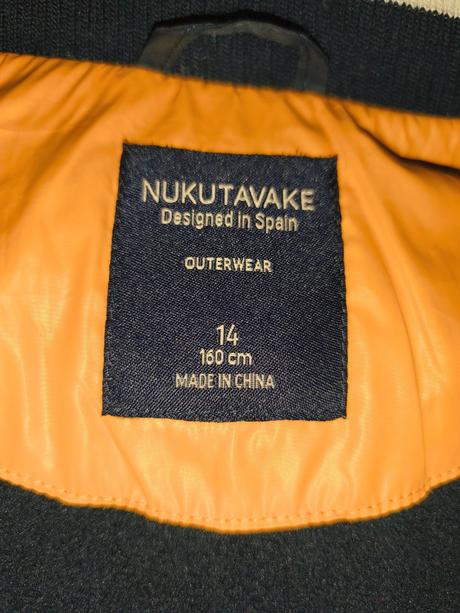 NUKUTAVAKE
Designed in Spain
OUTERWEAR
14
160 cm
MADE IN CHINA